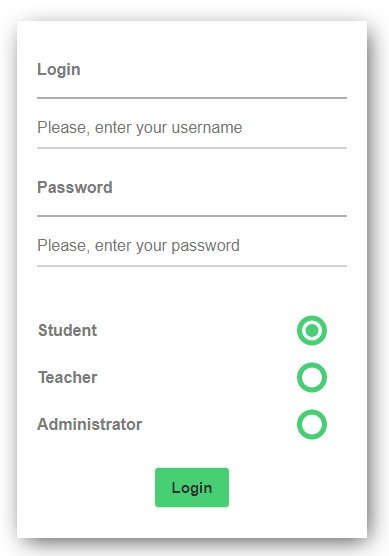 Login
Please, enter your username
Password
Please, enter your password
Student
Teacher
Administrator
Login